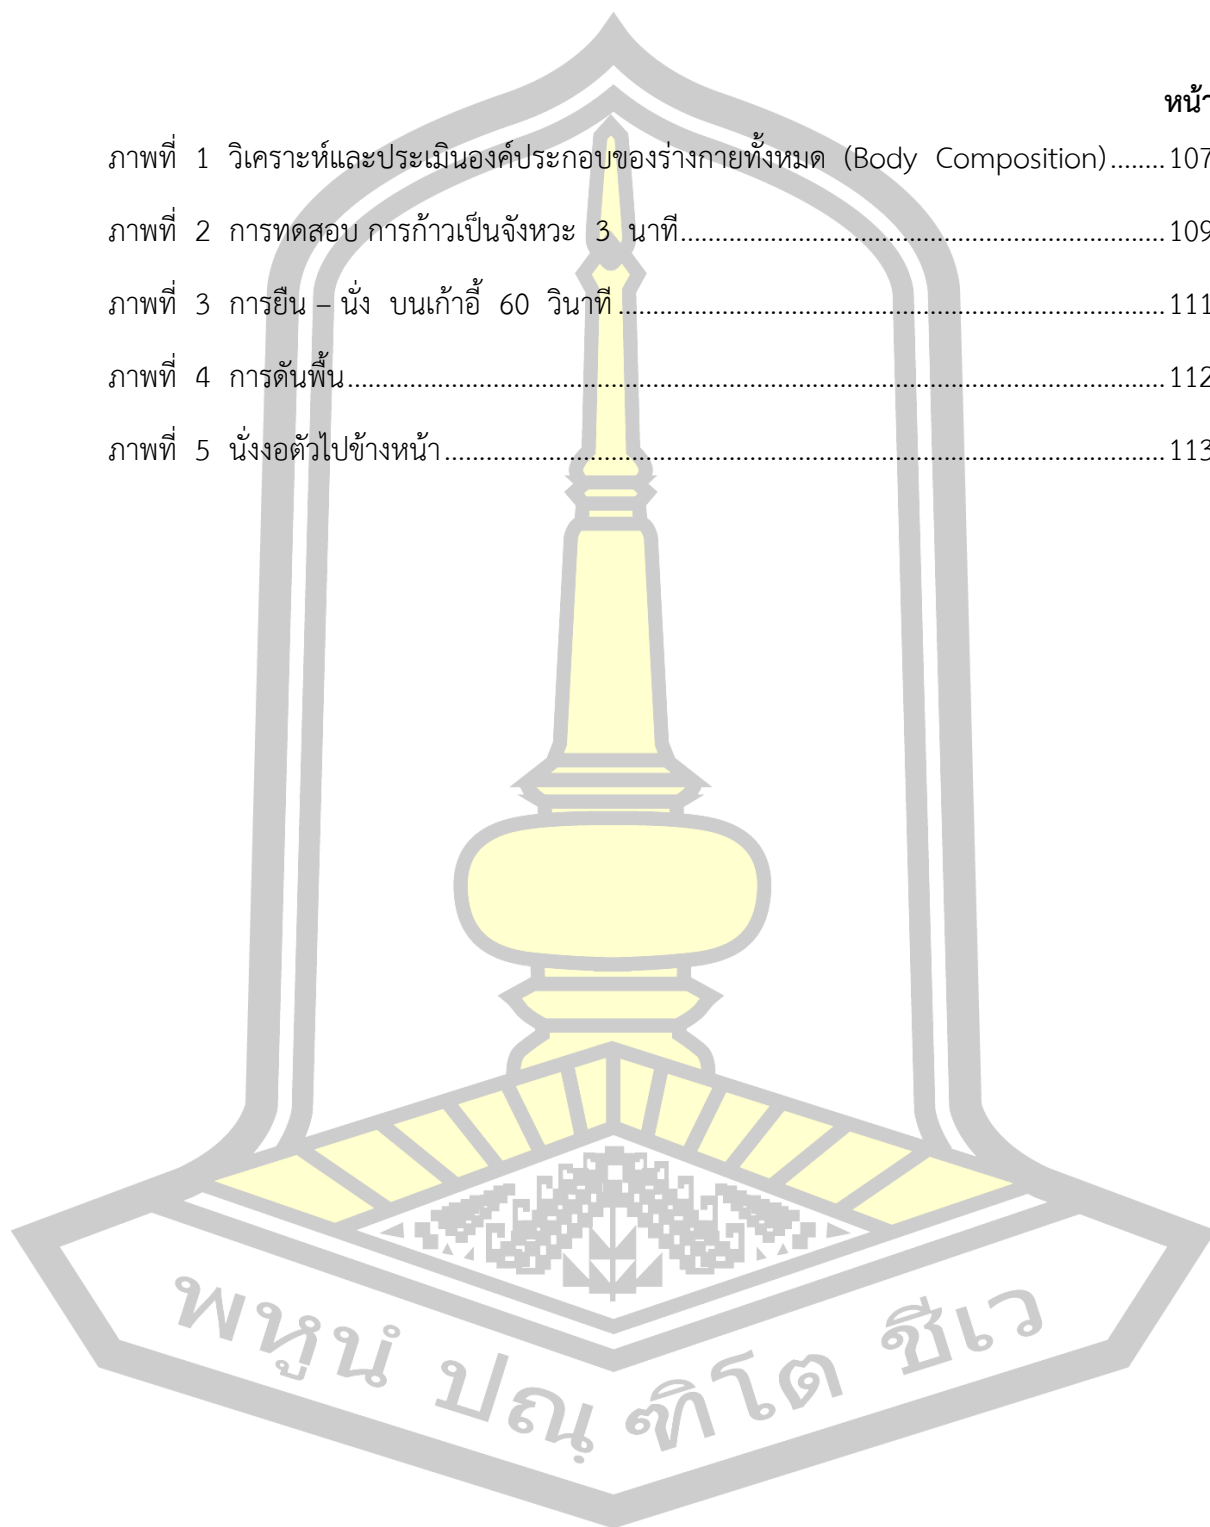 หน้า
ภาพที่ 1 วิเคราะห์และประเมินองค์ประกอบของร่างกายทั้งหมด (Body Composition)........107
ภาพที่ 2 การทดสอบ การก้าวเป็นจังหวะ 3 นาที........................................................................109
ภาพที่ 3 การยืน – นั่ง บนเก้าอี้ 60 วินาที..................................................................................111
ภาพที่ 4 การดันพื้น.....................................................................................................................112
ภาพที่ 5 นั่งงอตัวไปข้างหน้า.......................................................................................................113
พหูนํ ปณฺฑิโต ชีเว